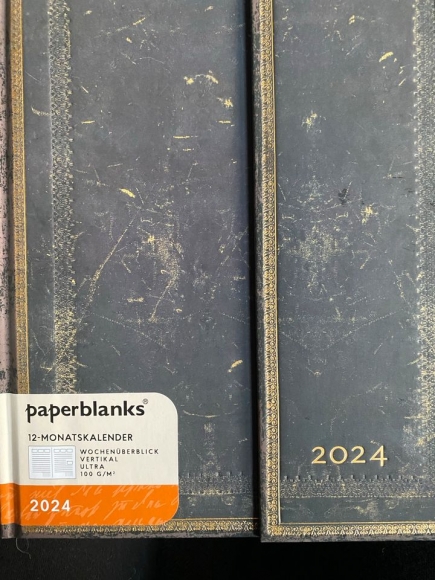 paperblanks®
12-MONATSKALENDER
WOCHENÜBERBLICK
VERTIKAL
ULTRA
100 G/M²
2024
2024